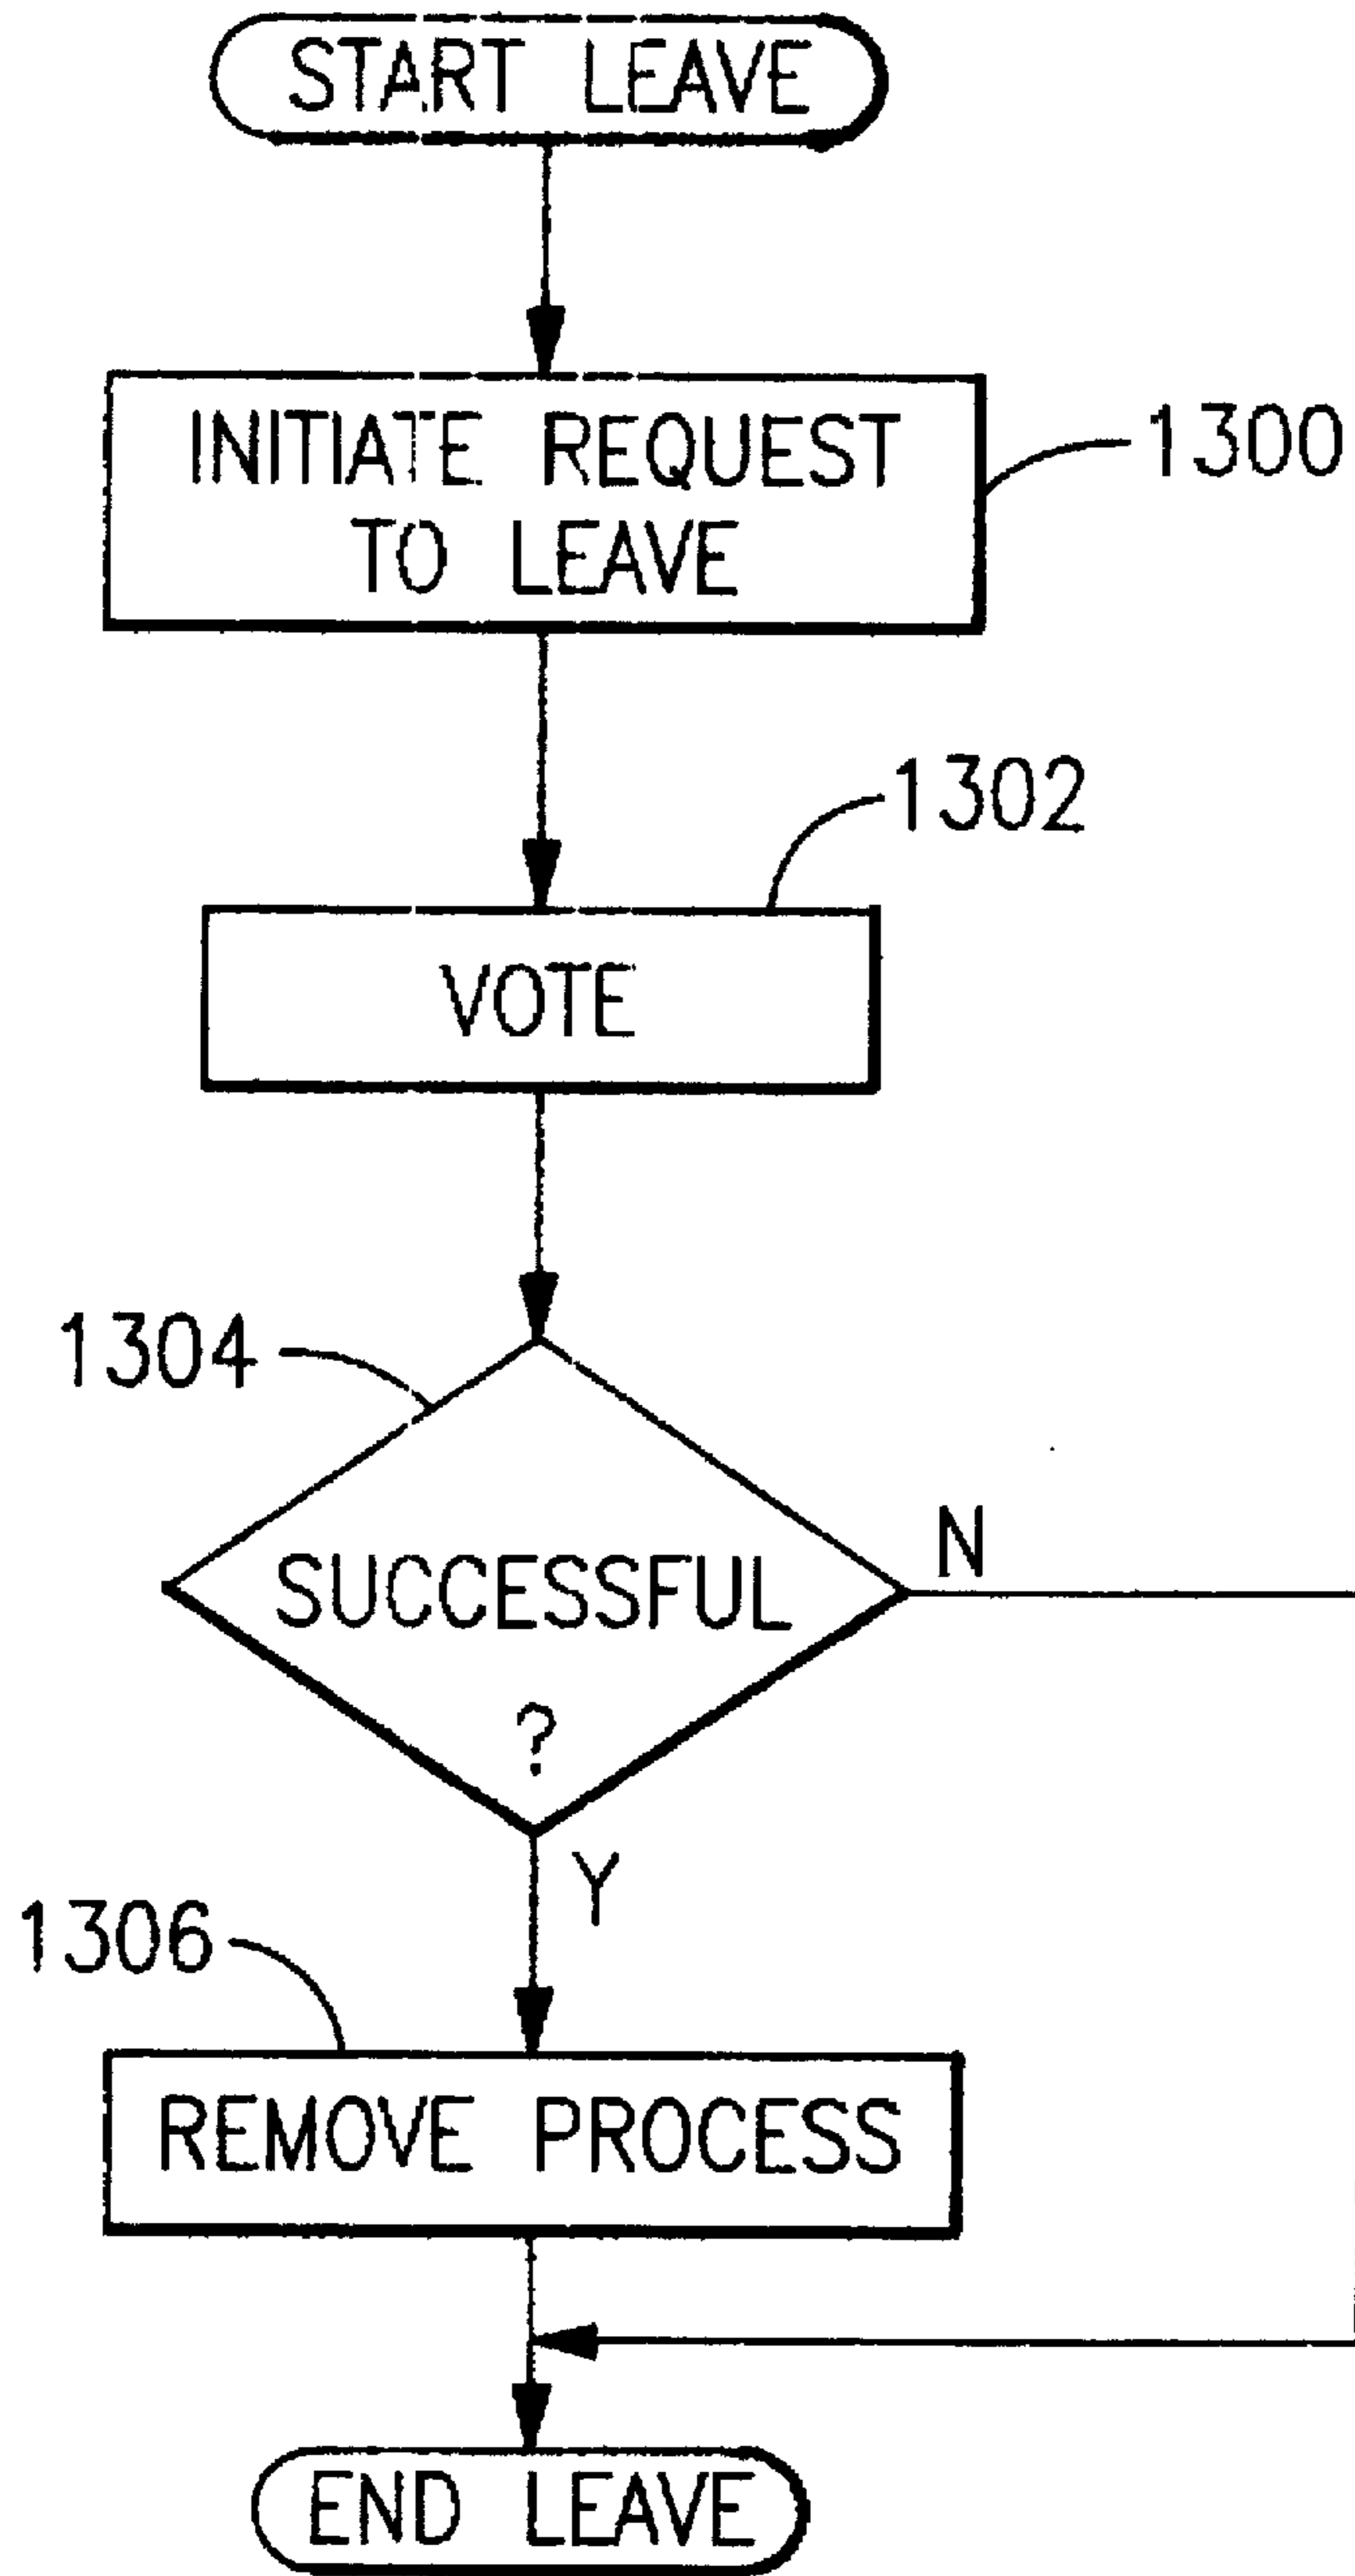 START LEAVE
INITIATE REQUEST
TO LEAVE
1300
1302
VOTE
1304
SUCCESSFUL
?
N
Y
1306
REMOVE PROCESS
END LEAVE